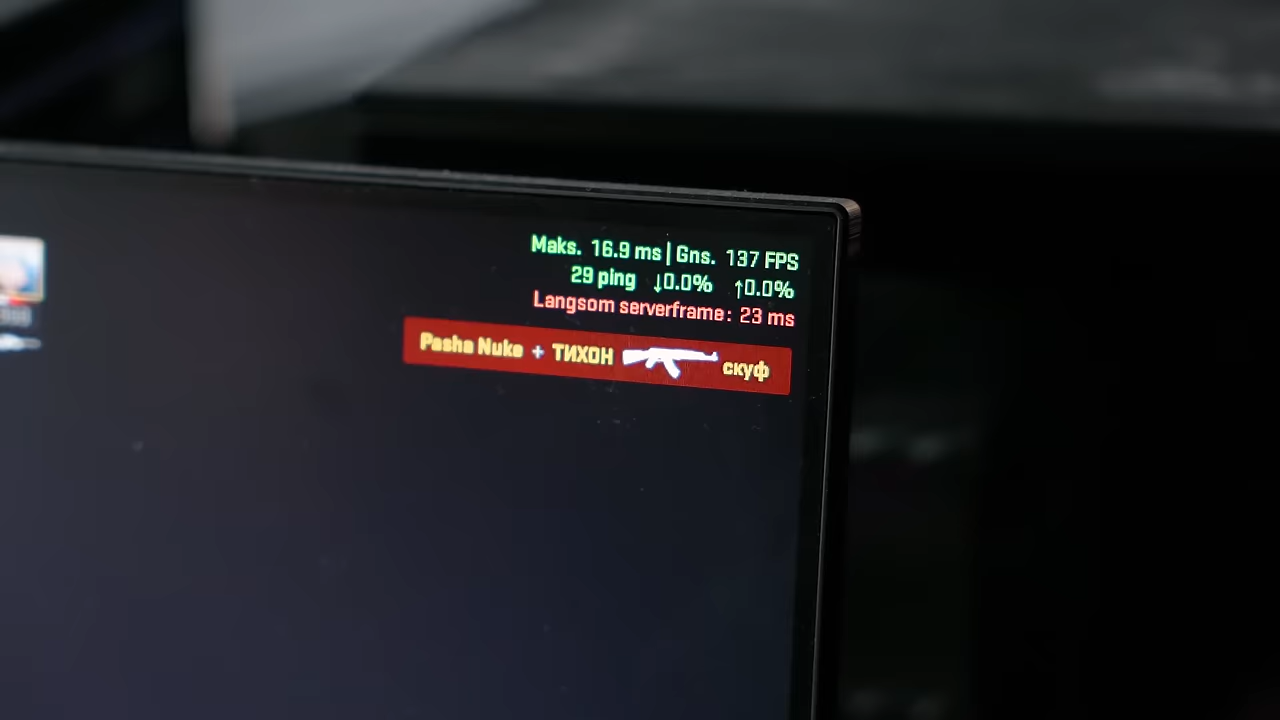 Maks. 16.9 ms | Gns. 137 FPS
29 ping ↓0.0% ↑0.0%
Langsom serverframe: 23 ms
Pasha Nuke + ТИХОН скуф